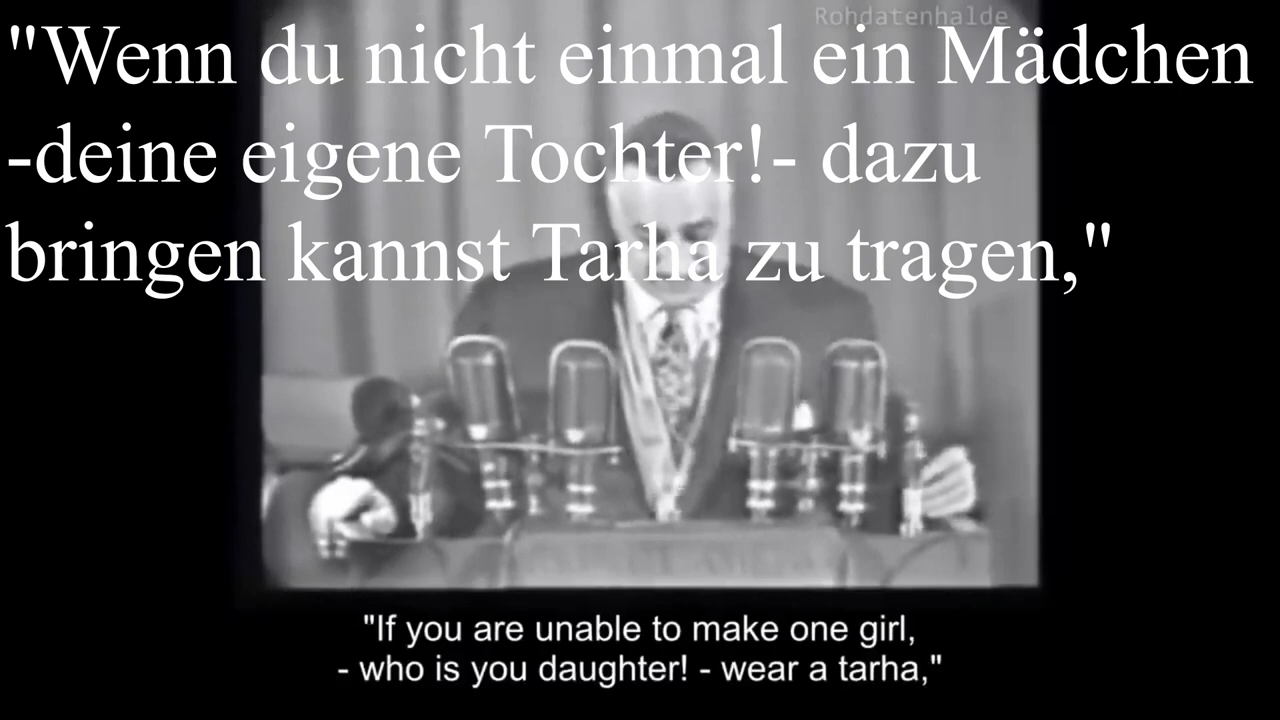 Rohdatenhalde
"Wenn du nicht einmal ein Mädchen
-deine eigene Tochter!- dazu
bringen kannst Tarha zu tragen,"
"If you are unable to make one girl,
- who is you daughter! - wear a tarha,"